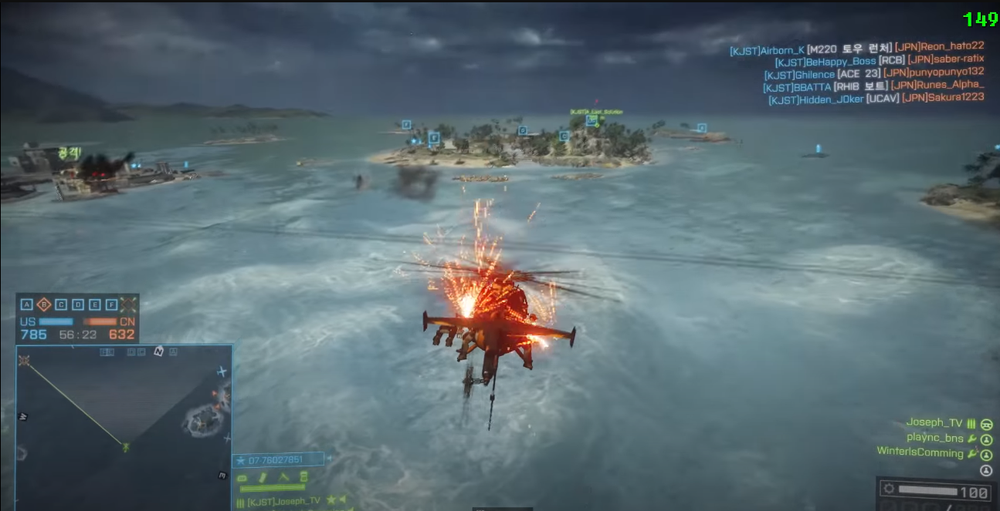 149
[KJST]Airborn_K [M220 토우 런처] [JPN]Reon_hato22
[KJST]BeHappy_Boss [RCB] [JPN]saber-ratix
[KJST]Ghilence [ACE 23] [JPN]punyopunyo132
[KJST]BBATTA [RHIB 보트] [JPN]Runes_Alpha_
[KJST]Hidden_J0ker [UCAV] [JPN]Sakura1223
공격!
A B C D E F
US CN
785 56:23 632
N
W
07-76027851
[KJST]Joseph_TV
Joseph_TV
plaync_bns
WinterIsComming
100